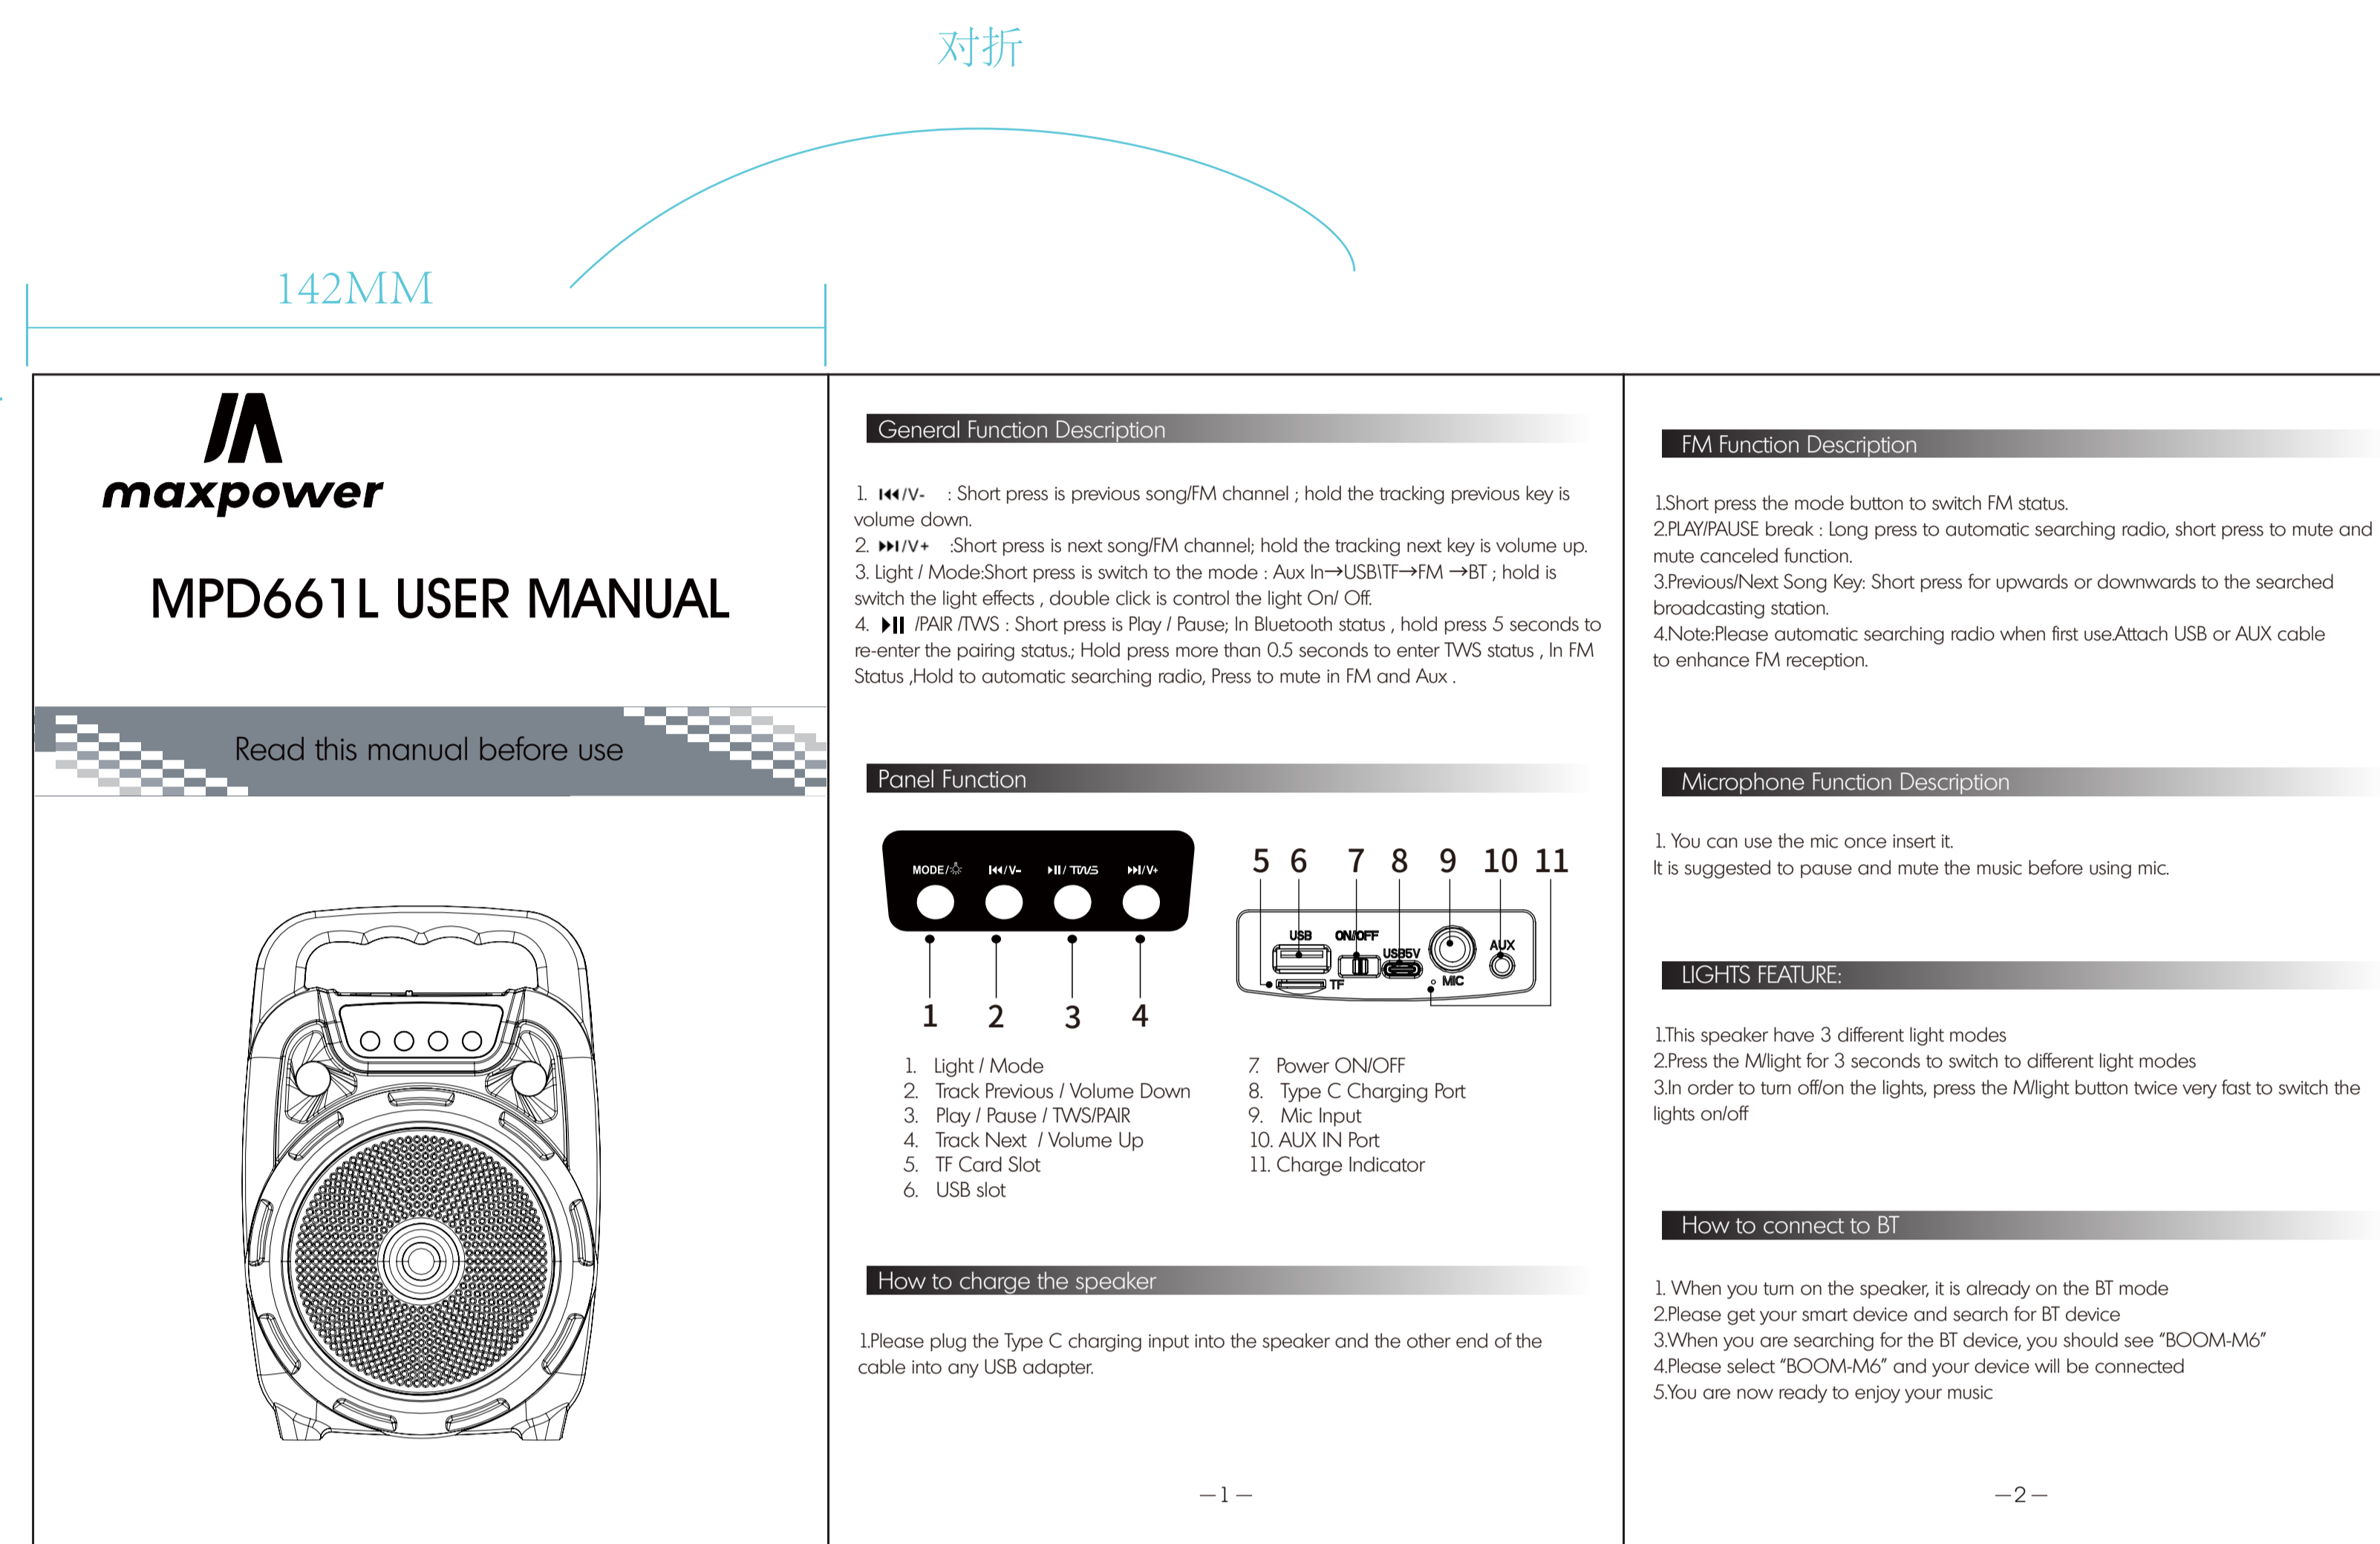 对折
142MM
maxpower
MPD661L USER MANUAL
Read this manual before use
General Function Description
1. ⏮/V- : Short press is previous song/FM channel ; hold the tracking previous key is
volume down.
2. ⏭/V+ :Short press is next song/FM channel; hold the tracking next key is volume up.
3. Light / Mode:Short press is switch to the mode : Aux In→USB\TF→FM →BT ; hold is
switch the light effects , double click is control the light On/ Off.
4. ⏯ /PAIR /TWS : Short press is Play / Pause; In Bluetooth status , hold press 5 seconds to
re-enter the pairing status.; Hold press more than 0.5 seconds to enter TWS status , In FM
Status ,Hold to automatic searching radio, Press to mute in FM and Aux .
Panel Function
MODE/ ⏮/V- ⏯/ TWS ⏭/V+
1 2 3 4
5 6 7 8 9 10 11
USB ON/OFF USB5V AUX
TF MIC
1. Light / Mode
2. Track Previous / Volume Down
3. Play / Pause / TWS/PAIR
4. Track Next / Volume Up
5. TF Card Slot
6. USB slot
7. Power ON/OFF
8. Type C Charging Port
9. Mic Input
10. AUX IN Port
11. Charge Indicator
How to charge the speaker
1.Please plug the Type C charging input into the speaker and the other end of the
cable into any USB adapter.
—1—
FM Function Description
1.Short press the mode button to switch FM status.
2.PLAY/PAUSE break : Long press to automatic searching radio, short press to mute and
mute canceled function.
3.Previous/Next Song Key: Short press for upwards or downwards to the searched
broadcasting station.
4.Note:Please automatic searching radio when first use.Attach USB or AUX cable
to enhance FM reception.
Microphone Function Description
1. You can use the mic once insert it.
It is suggested to pause and mute the music before using mic.
LIGHTS FEATURE:
1.This speaker have 3 different light modes
2.Press the M/light for 3 seconds to switch to different light modes
3.In order to turn off/on the lights, press the M/light button twice very fast to switch the
lights on/off
How to connect to BT
1. When you turn on the speaker, it is already on the BT mode
2.Please get your smart device and search for BT device
3.When you are searching for the BT device, you should see “BOOM-M6”
4.Please select “BOOM-M6” and your device will be connected
5.You are now ready to enjoy your music
—2—